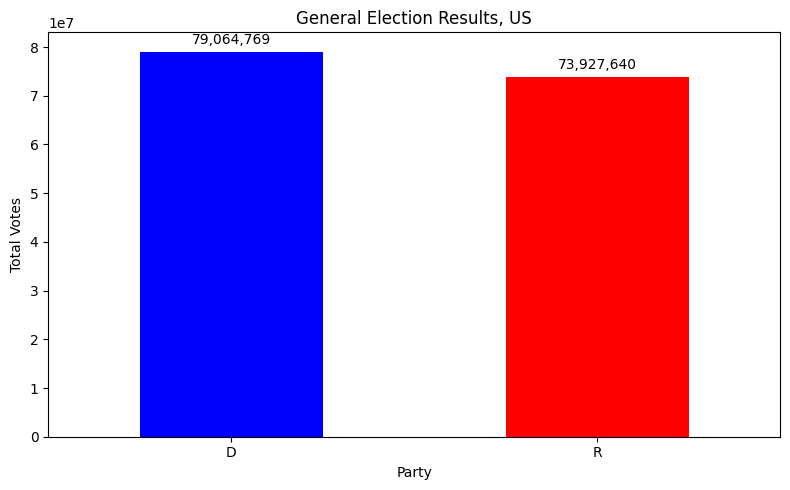 General Election Results, US
1e7
79,064,769
73,927,640
8
7
6
5
4
3
2
1
0
Total Votes
D
R
Party